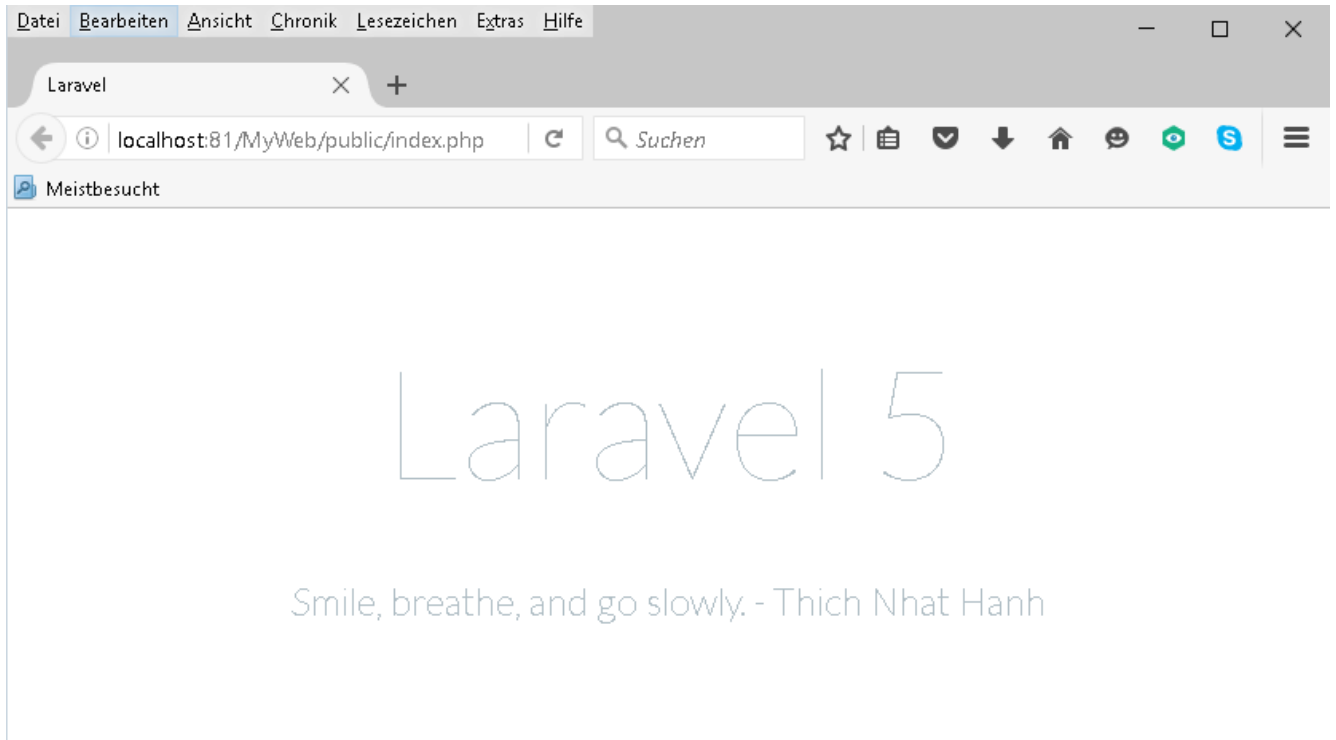 Datei Bearbeiten Ansicht Chronik Lesezeichen Extras Hilfe
Laravel
localhost:81/MyWeb/public/index.php Suchen
Meistbesucht
Laravel 5
Smile, breathe, and go slowly. - Thich Nhat Hanh